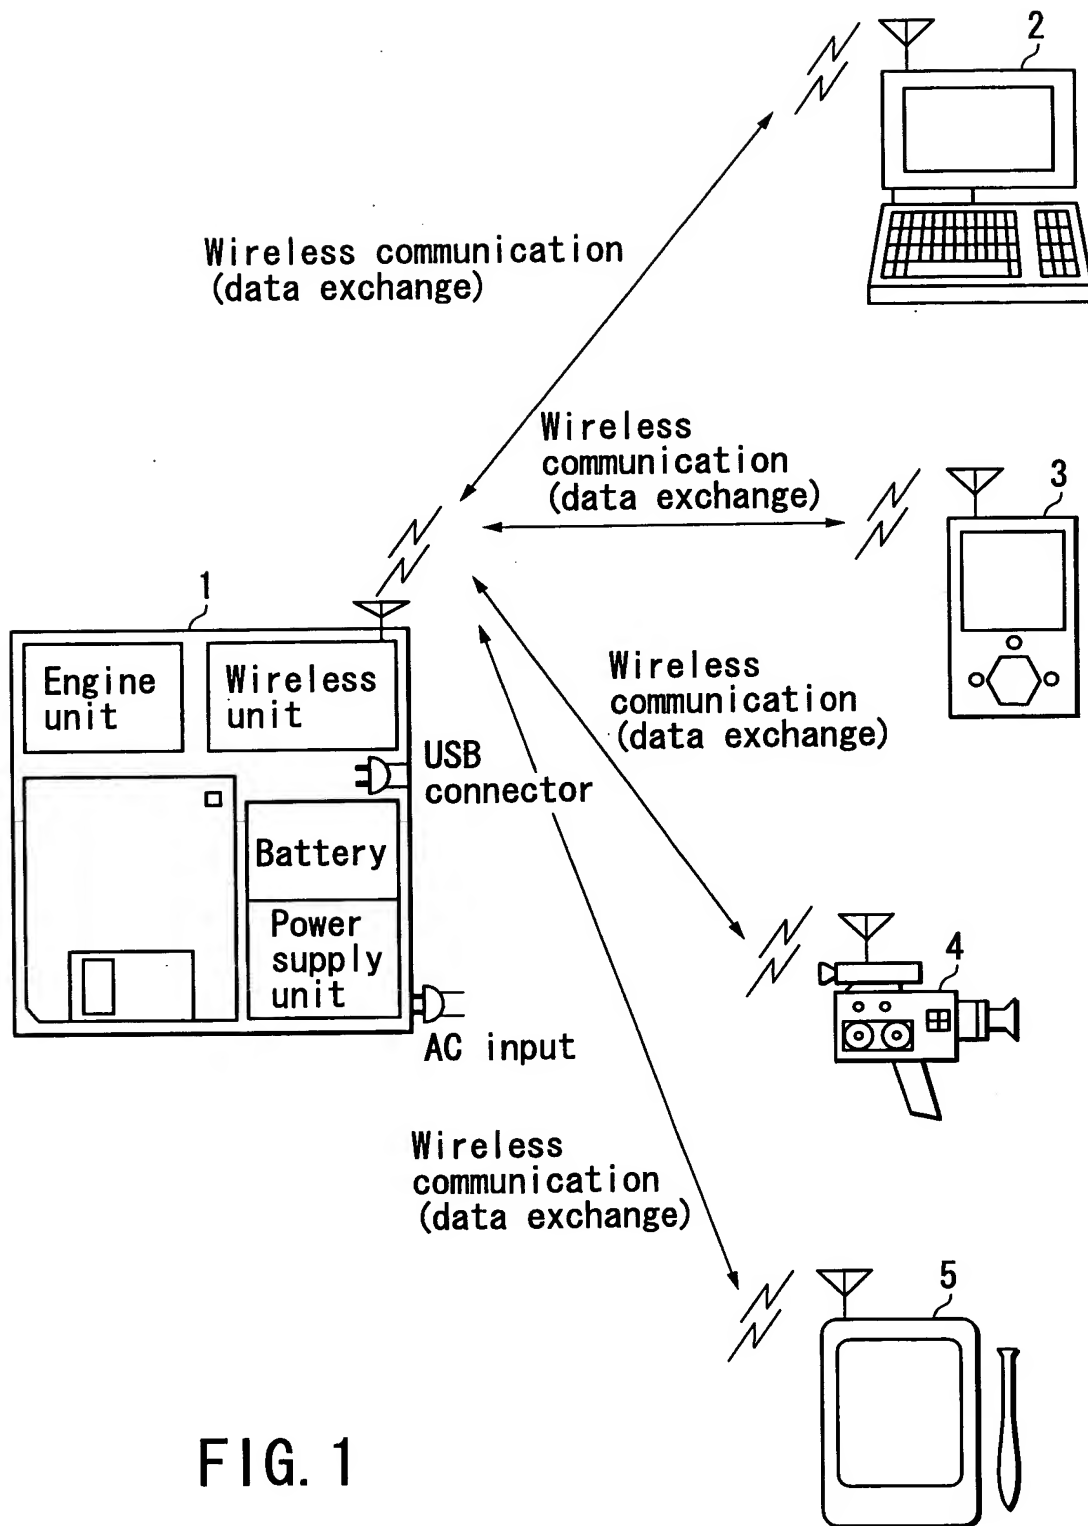 2
Wireless communication
(data exchange)
Wireless
communication
(data exchange)
3
1
Engine
unit
Wireless
unit
Wireless
communication
(data exchange)
USB
connector
Battery
Power
supply
unit
4
AC input
Wireless
communication
(data exchange)
5
FIG. 1